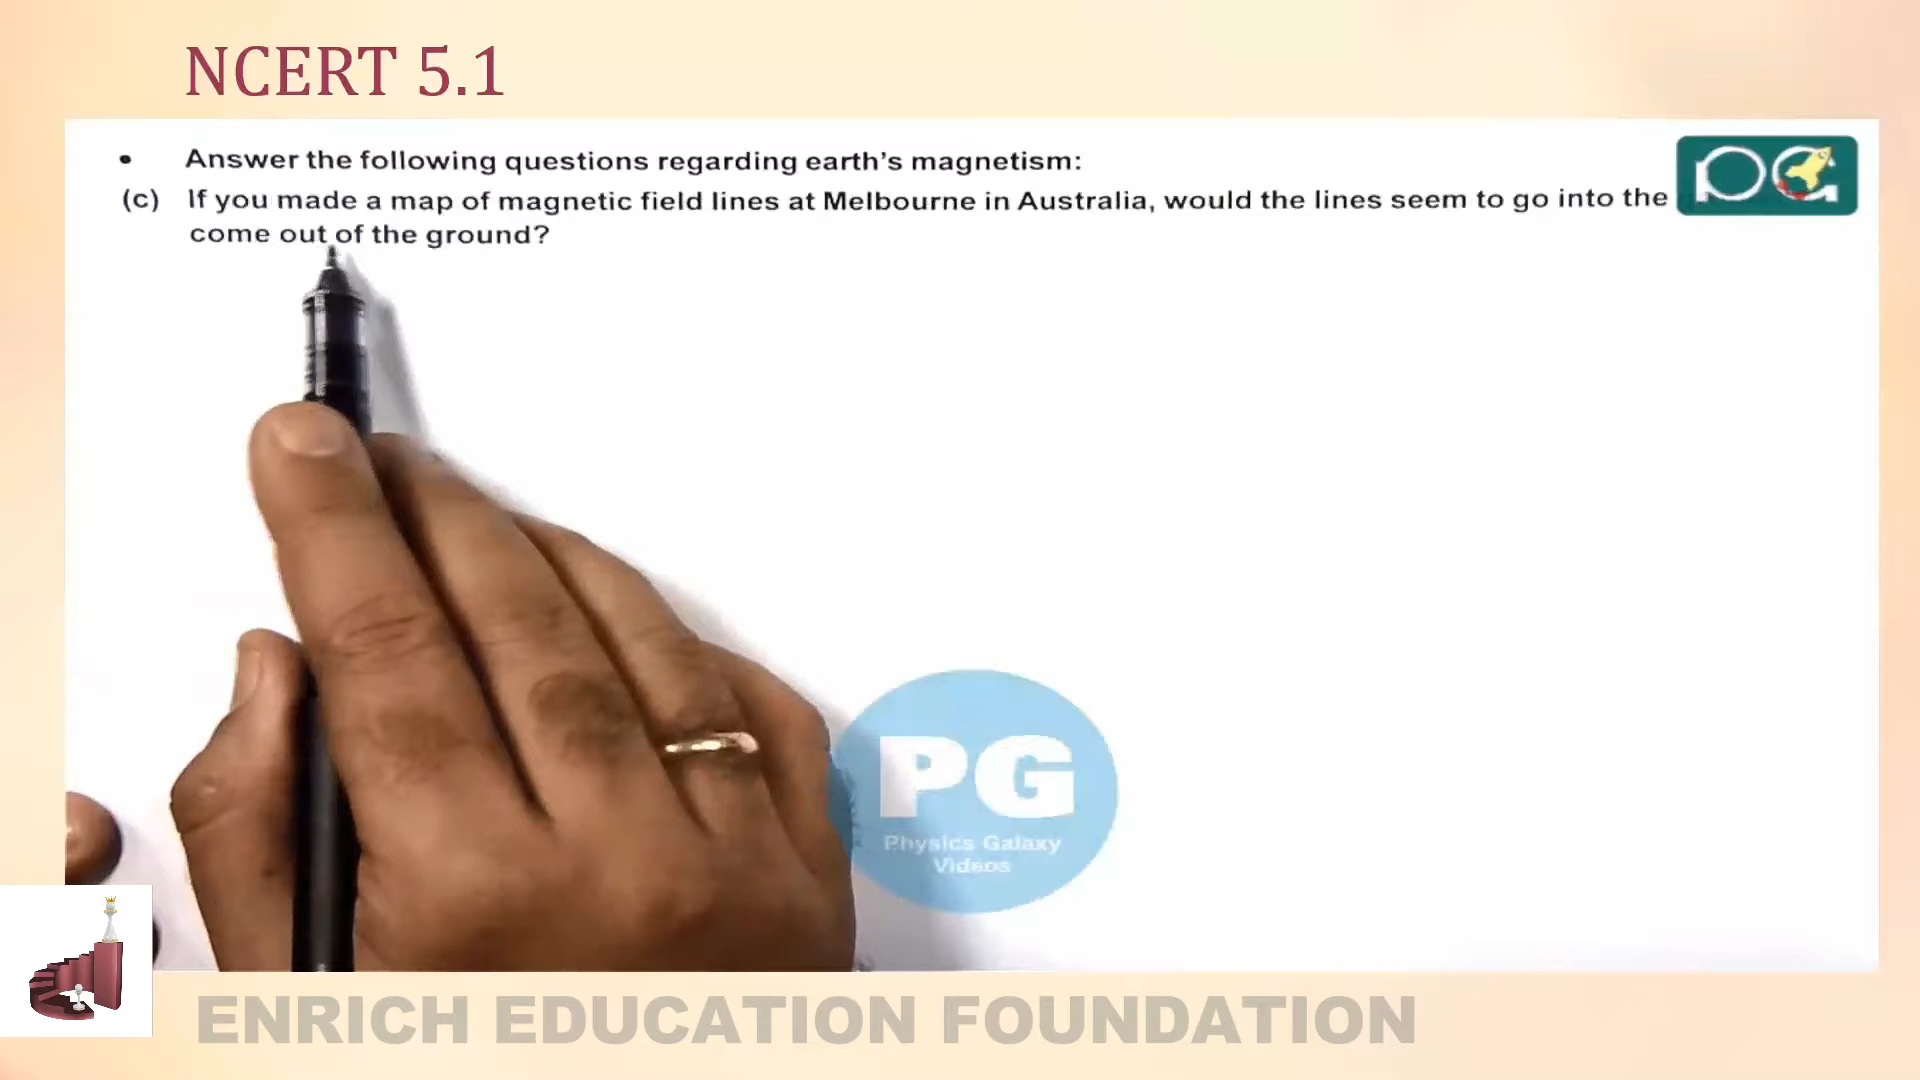 NCERT 5.1
• Answer the following questions regarding earth's magnetism:
(c) If you made a map of magnetic field lines at Melbourne in Australia, would the lines seem to go into the
come out of the ground?
PG
Physics Galaxy
Videos
ENRICH EDUCATION FOUNDATION